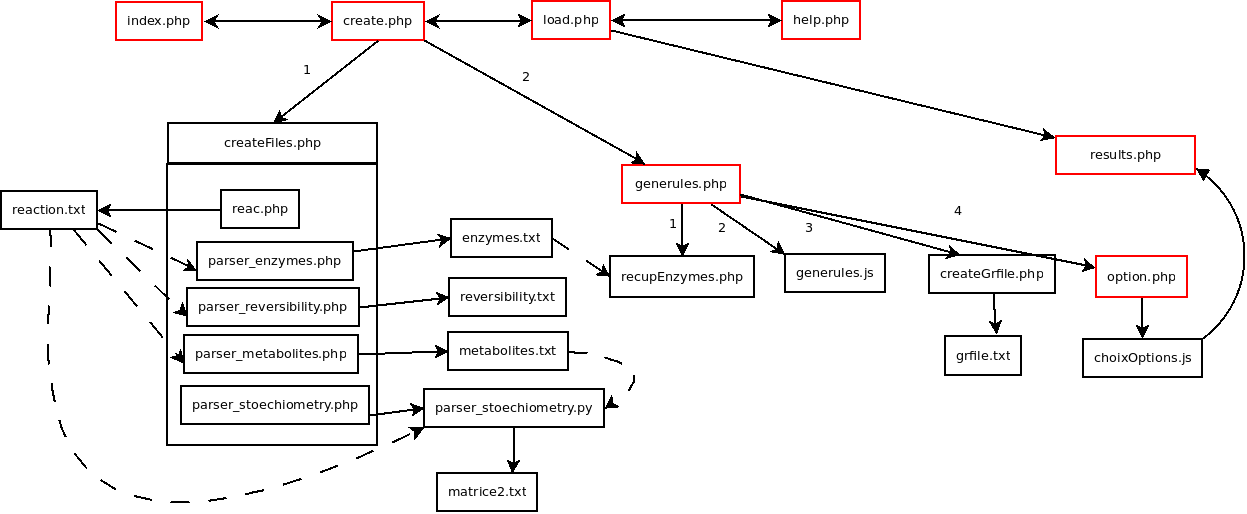 index.php
create.php
load.php
help.php
1
2
createFiles.php
results.php
generules.php
reaction.txt
reac.php
4
1
2
3
enzymes.txt
parser_enzymes.php
recupEnzymes.php
generules.js
createGrfile.php
option.php
reversibility.txt
parser_reversibility.php
metabolites.txt
parser_metabolites.php
grfile.txt
choixOptions.js
parser_stoechiometry.php
parser_stoechiometry.py
matrice2.txt